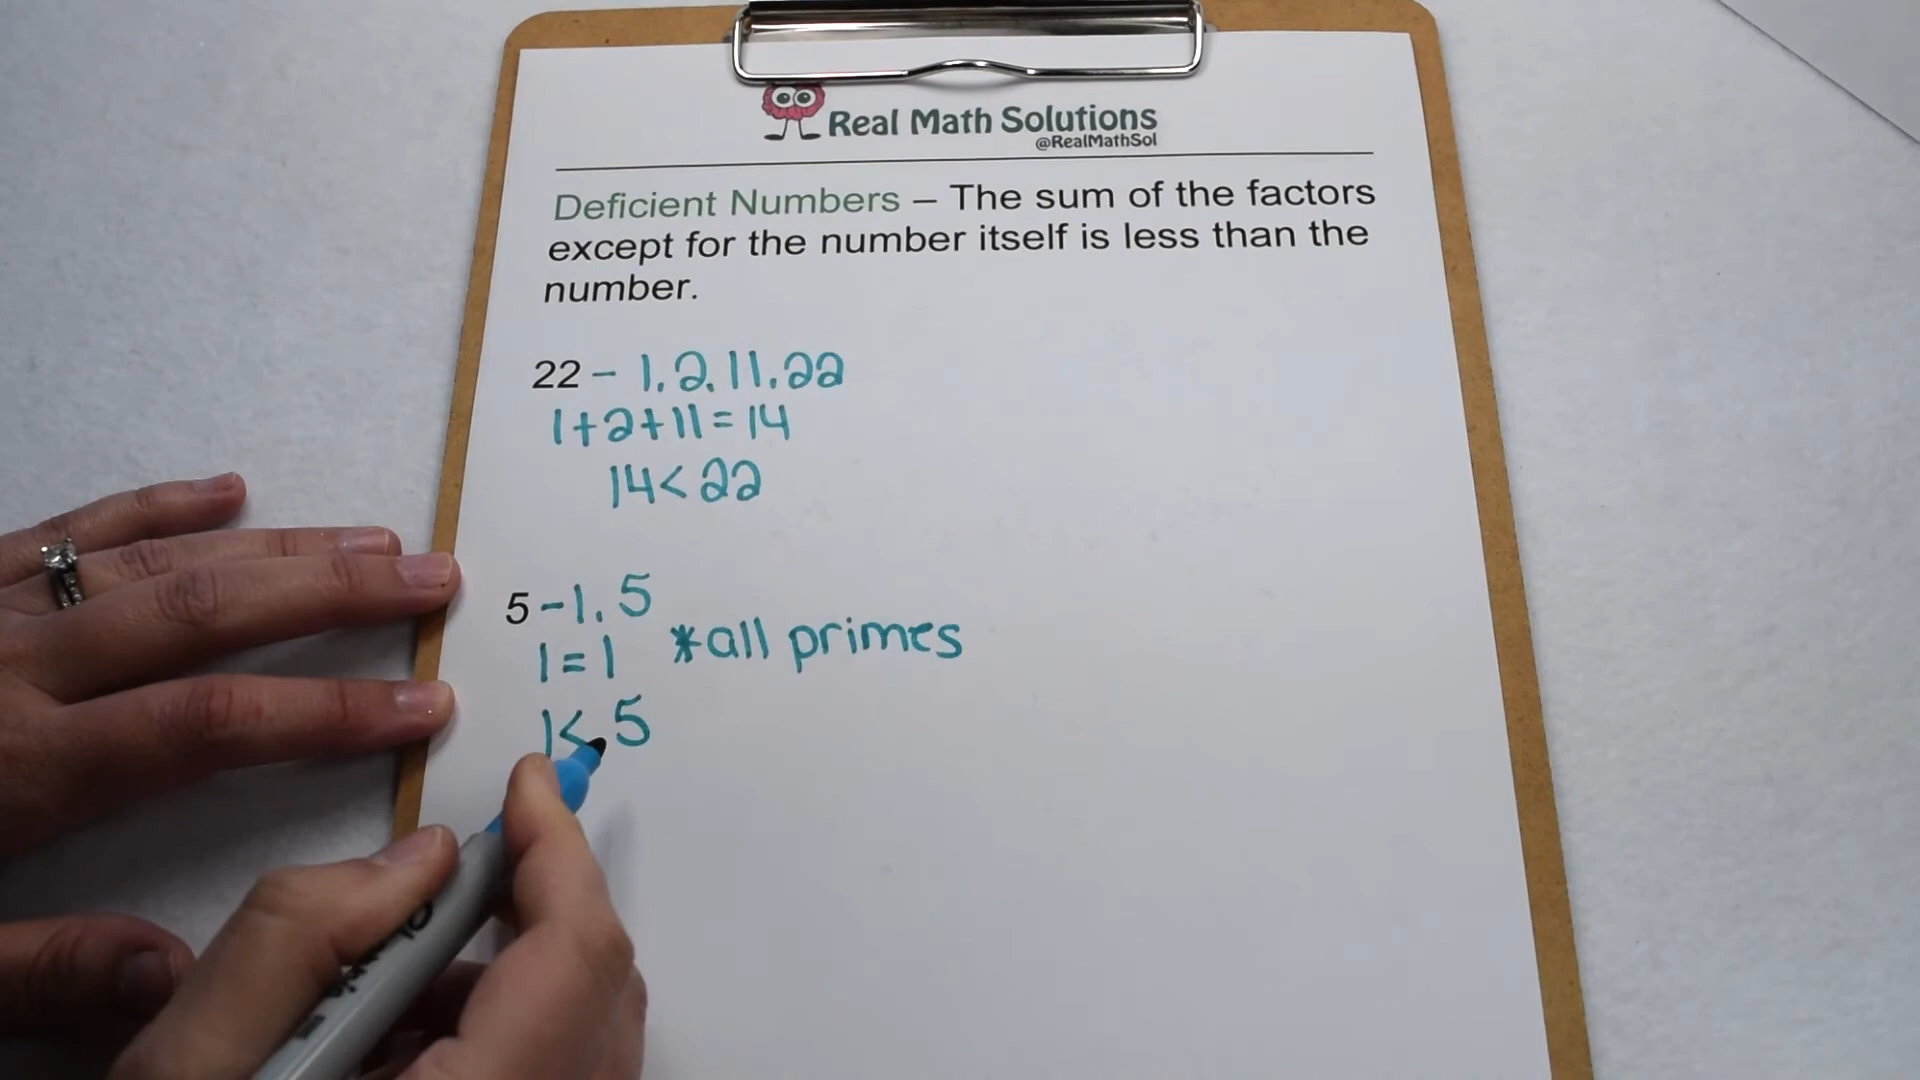 Real Math Solutions
@RealMathSol
Deficient Numbers – The sum of the factors
except for the number itself is less than the
number.
22 - 1, 2, 11, 22
1+2+11=14
14<22
5 - 1, 5
1=1 *all primes
1<5